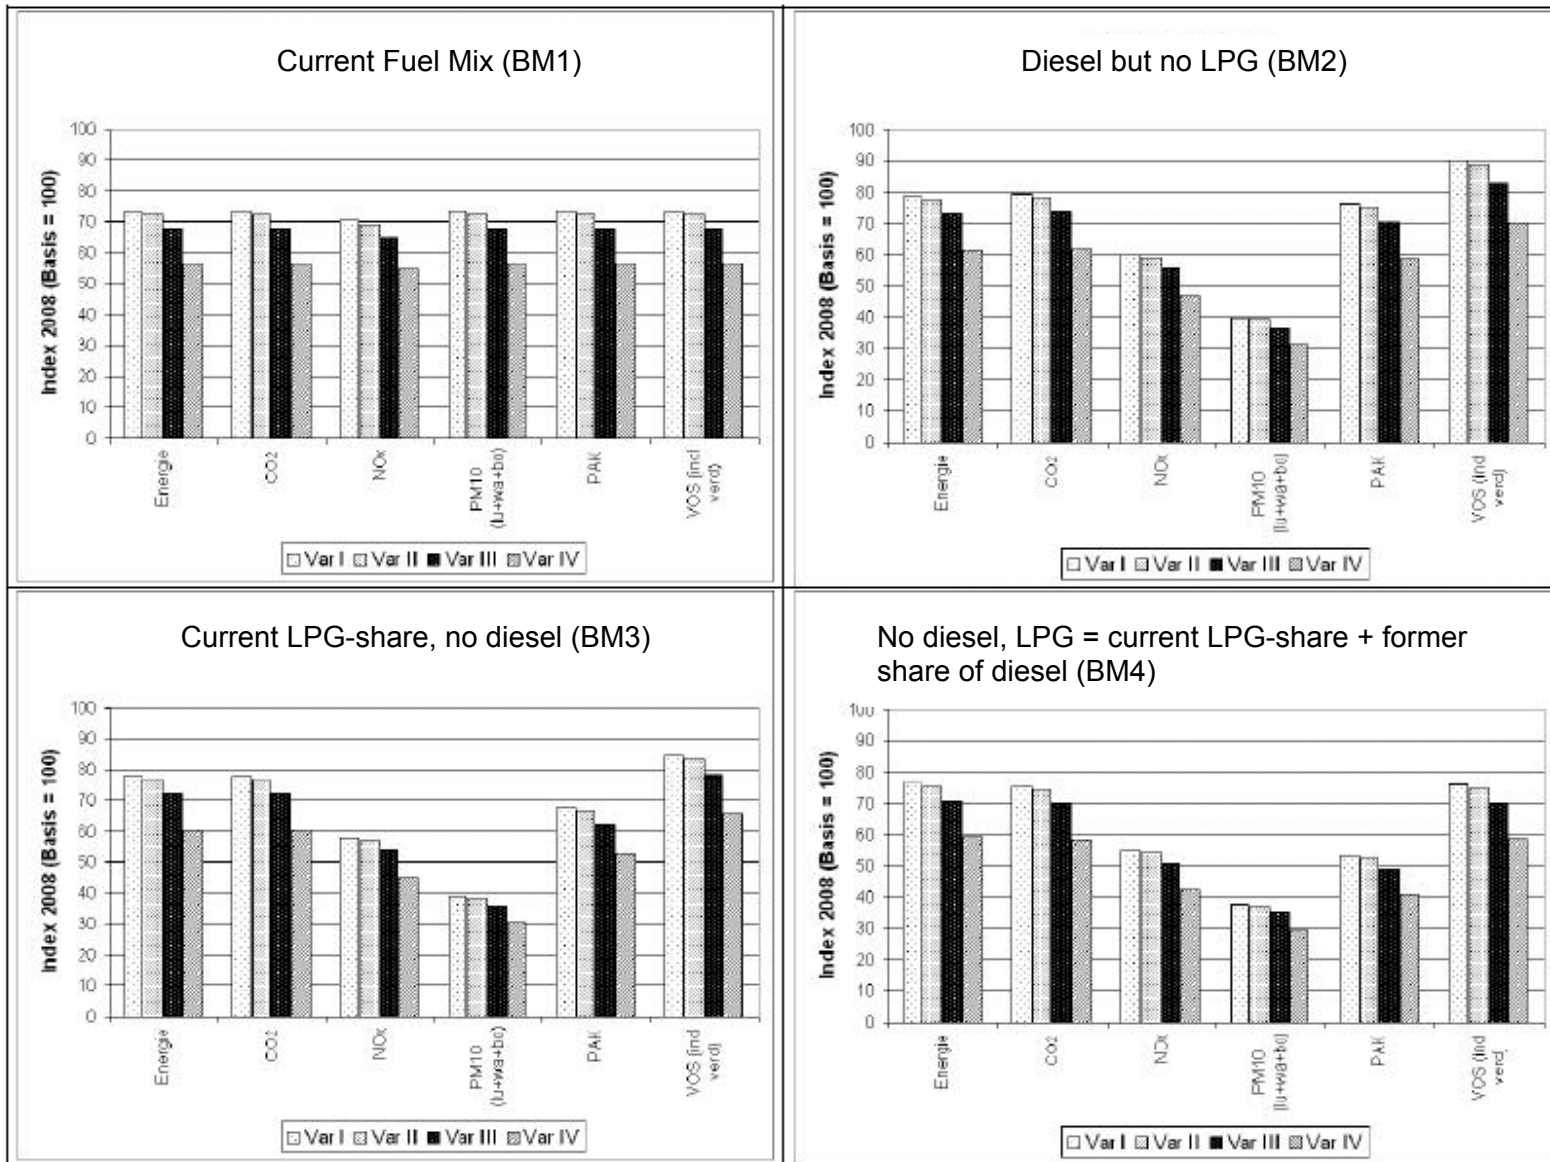 Current Fuel Mix (BM1)
Index 2008 (Basis = 100)
100
90
80
70
60
50
40
30
20
10
0
Energie
CO2
NOx
PM10
(lu+wa+bo)
PAK
VOS (incl
verd)
Var I Var II Var III Var IV
Diesel but no LPG (BM2)
Index 2008 (Basis = 100)
100
90
80
70
60
50
40
30
20
10
0
Energie
CO2
NOx
PM10
(lu+wa+bo)
PAK
VOS (incl
verd)
Var I Var II Var III Var IV
Current LPG-share, no diesel (BM3)
Index 2008 (Basis = 100)
100
90
80
70
60
50
40
30
20
10
0
Energie
CO2
NOx
PM10
(lu+wa+bo)
PAK
VOS (incl
verd)
Var I Var II Var III Var IV
No diesel, LPG = current LPG-share + former
share of diesel (BM4)
Index 2008 (Basis = 100)
100
90
80
70
60
50
40
30
20
10
0
Energie
CO2
NOx
PM10
(lu+wa+bo)
PAK
VOS (incl
verd)
Var I Var II Var III Var IV